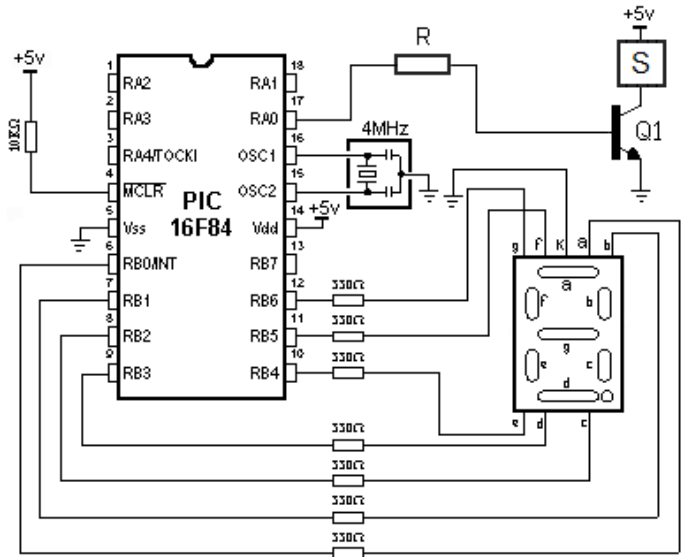 +5v
R
S
Q1
+5v
10KΩ
4MHz
+5v
PIC
16F84
1 RA2
2 RA3
3 RA4/TOCKI
4 MCLR
5 Vss
6 RB0/INT
7 RB1
8 RB2
9 RB3
RA1 18
RA0 17
OSC1 16
OSC2 15
Vdd 14
RB7 13
RB6 12
RB5 11
RB4 10
330Ω
330Ω
330Ω
g f K a b
a
f b
g
e c
d
e d c
330Ω
330Ω
330Ω
330Ω